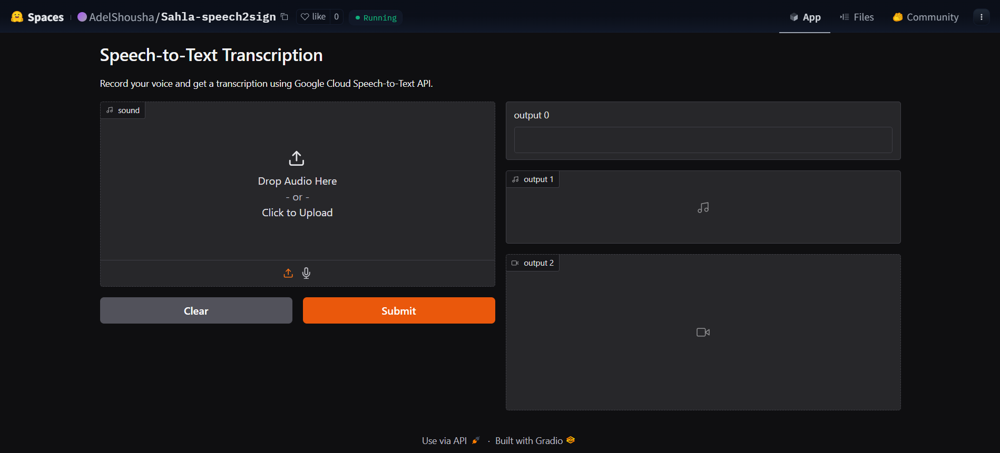 Spaces
AdelShousha/Sahla-speech2sign
like 0
Running
App
Files
Community
Speech-to-Text Transcription
Record your voice and get a transcription using Google Cloud Speech-to-Text API.
sound
Drop Audio Here
- or -
Click to Upload
Clear
Submit
output 0
output 1
output 2
Use via API · Built with Gradio